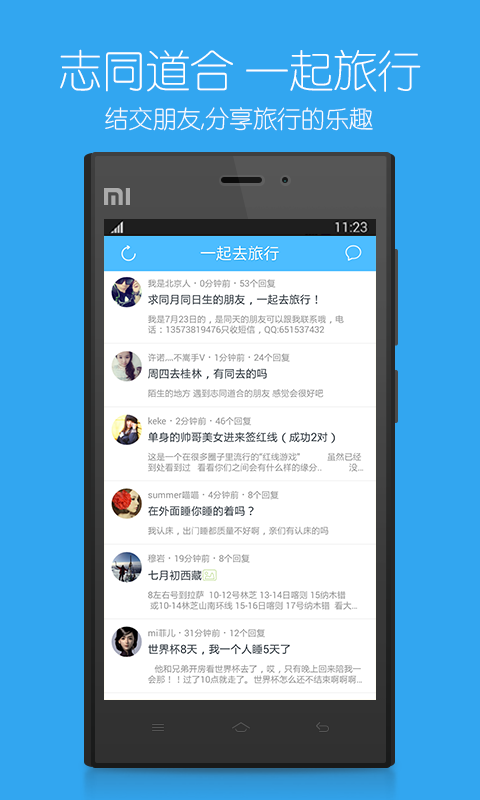 志同道合 一起旅行
结交朋友,分享旅行的乐趣
MI
11:23
一起去旅行
我是北京人・0分钟前・53个回复
求同月同日生的朋友，一起去旅行！
我是7月23日的，是同天的朋友可以跟我联系哦，电
话：13573819476只收短信，QQ:651537432
许诺....不嵩手V・1分钟前・24个回复
周四去桂林，有同去的吗
陌生的地方 遇到志同道合的朋友 感觉会很好吧
keke・2分钟前・46个回复
单身的帅哥美女进来签红线（成功2对）
这是一个在很多圈子里流行的“红线游戏” 虽然已经
到处看到过 看看你们之间会有什么样的缘分.. 没...
summer喵喵・4分钟前・8个回复
在外面睡你睡的着吗？
我认床，出门睡都质量不好啊，亲们有认床的吗
穆岩・19分钟前・8个回复
七月初西藏
8左右号到拉萨 10-12号林芝 13-14日喀则 15纳木错
或10-14林芝山南环线 15-16日喀则 17号纳木错 看大...
mi菲儿・31分钟前・12个回复
世界杯8天，我一个人睡5天了
他和兄弟开房看世界杯去了，哎，只有晚上回来陪我一
会那！！过了10点就走了。世界杯怎么还不结束啊啊啊...